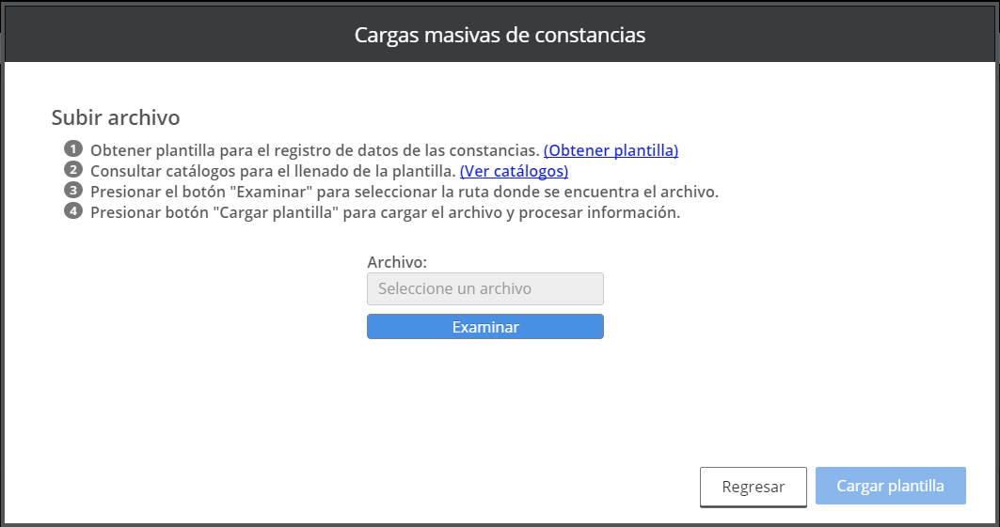 Cargas masivas de constancias
Subir archivo
1 Obtener plantilla para el registro de datos de las constancias. (Obtener plantilla)
2 Consultar catálogos para el llenado de la plantilla. (Ver catálogos)
3 Presionar el botón "Examinar" para seleccionar la ruta donde se encuentra el archivo.
4 Presionar botón "Cargar plantilla" para cargar el archivo y procesar información.
Archivo:
Seleccione un archivo
Examinar
Regresar
Cargar plantilla